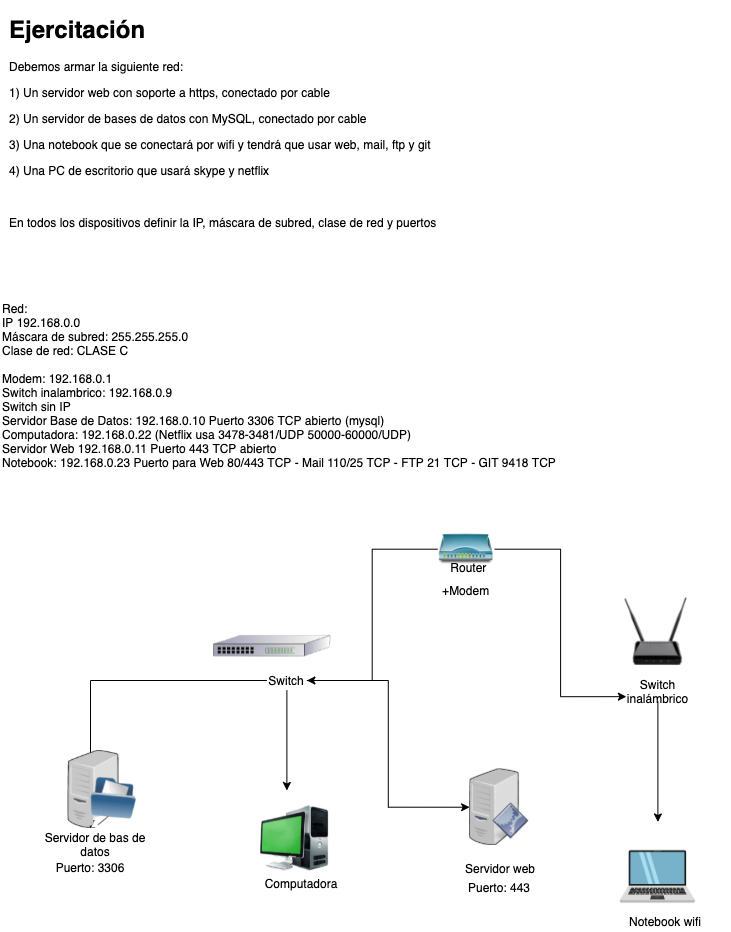 Ejercitación
Debemos armar la siguiente red:
1) Un servidor web con soporte a https, conectado por cable
2) Un servidor de bases de datos con MySQL, conectado por cable
3) Una notebook que se conectará por wifi y tendrá que usar web, mail, ftp y git
4) Una PC de escritorio que usará skype y netflix
En todos los dispositivos definir la IP, máscara de subred, clase de red y puertos
Red:
IP 192.168.0.0
Máscara de subred: 255.255.255.0
Clase de red: CLASE C
Modem: 192.168.0.1
Switch inalambrico: 192.168.0.9
Switch sin IP
Servidor Base de Datos: 192.168.0.10 Puerto 3306 TCP abierto (mysql)
Computadora: 192.168.0.22 (Netflix usa 3478-3481/UDP 50000-60000/UDP)
Servidor Web 192.168.0.11 Puerto 443 TCP abierto
Notebook: 192.168.0.23 Puerto para Web 80/443 TCP - Mail 110/25 TCP - FTP 21 TCP - GIT 9418 TCP
Router
+Modem
Switch
Switch
inalámbrico
Servidor de bas de
datos
Puerto: 3306
Computadora
Servidor web
Puerto: 443
Notebook wifi